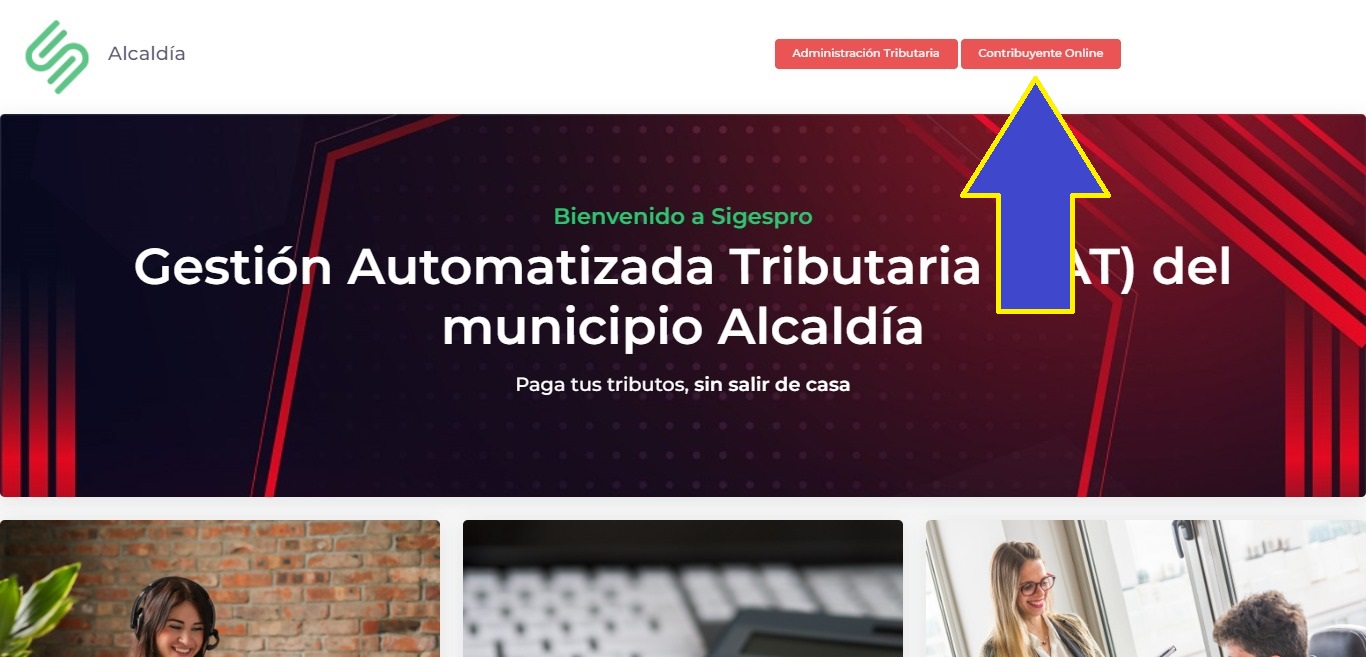 Alcaldía
Administración Tributaria
Contribuyente Online
Bienvenido a Sigespro
Gestión Automatizada Tributaria AT) del
municipio Alcaldía
Paga tus tributos, sin salir de casa